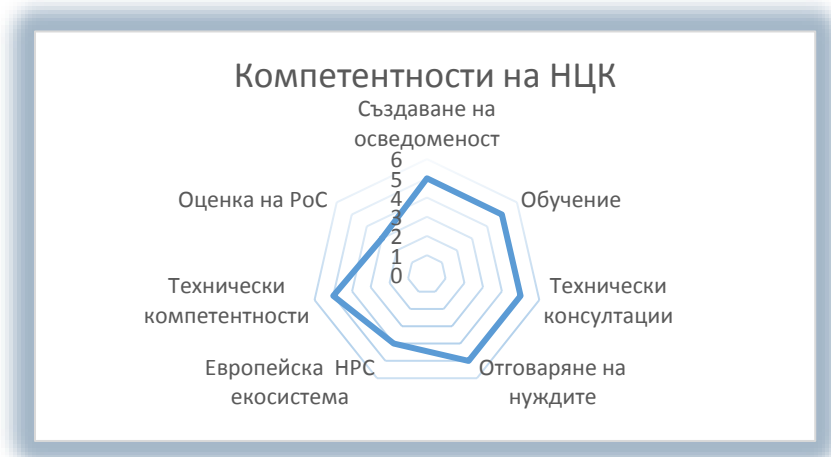 Компетентности на НЦК
Създаване на
осведоменост
6
5
4
3
2
1
0
Оценка на РоС
Обучение
Технически
компетентности
Технически
консултации
Европейска НРС
екосистема
Отговаряне на
нуждите